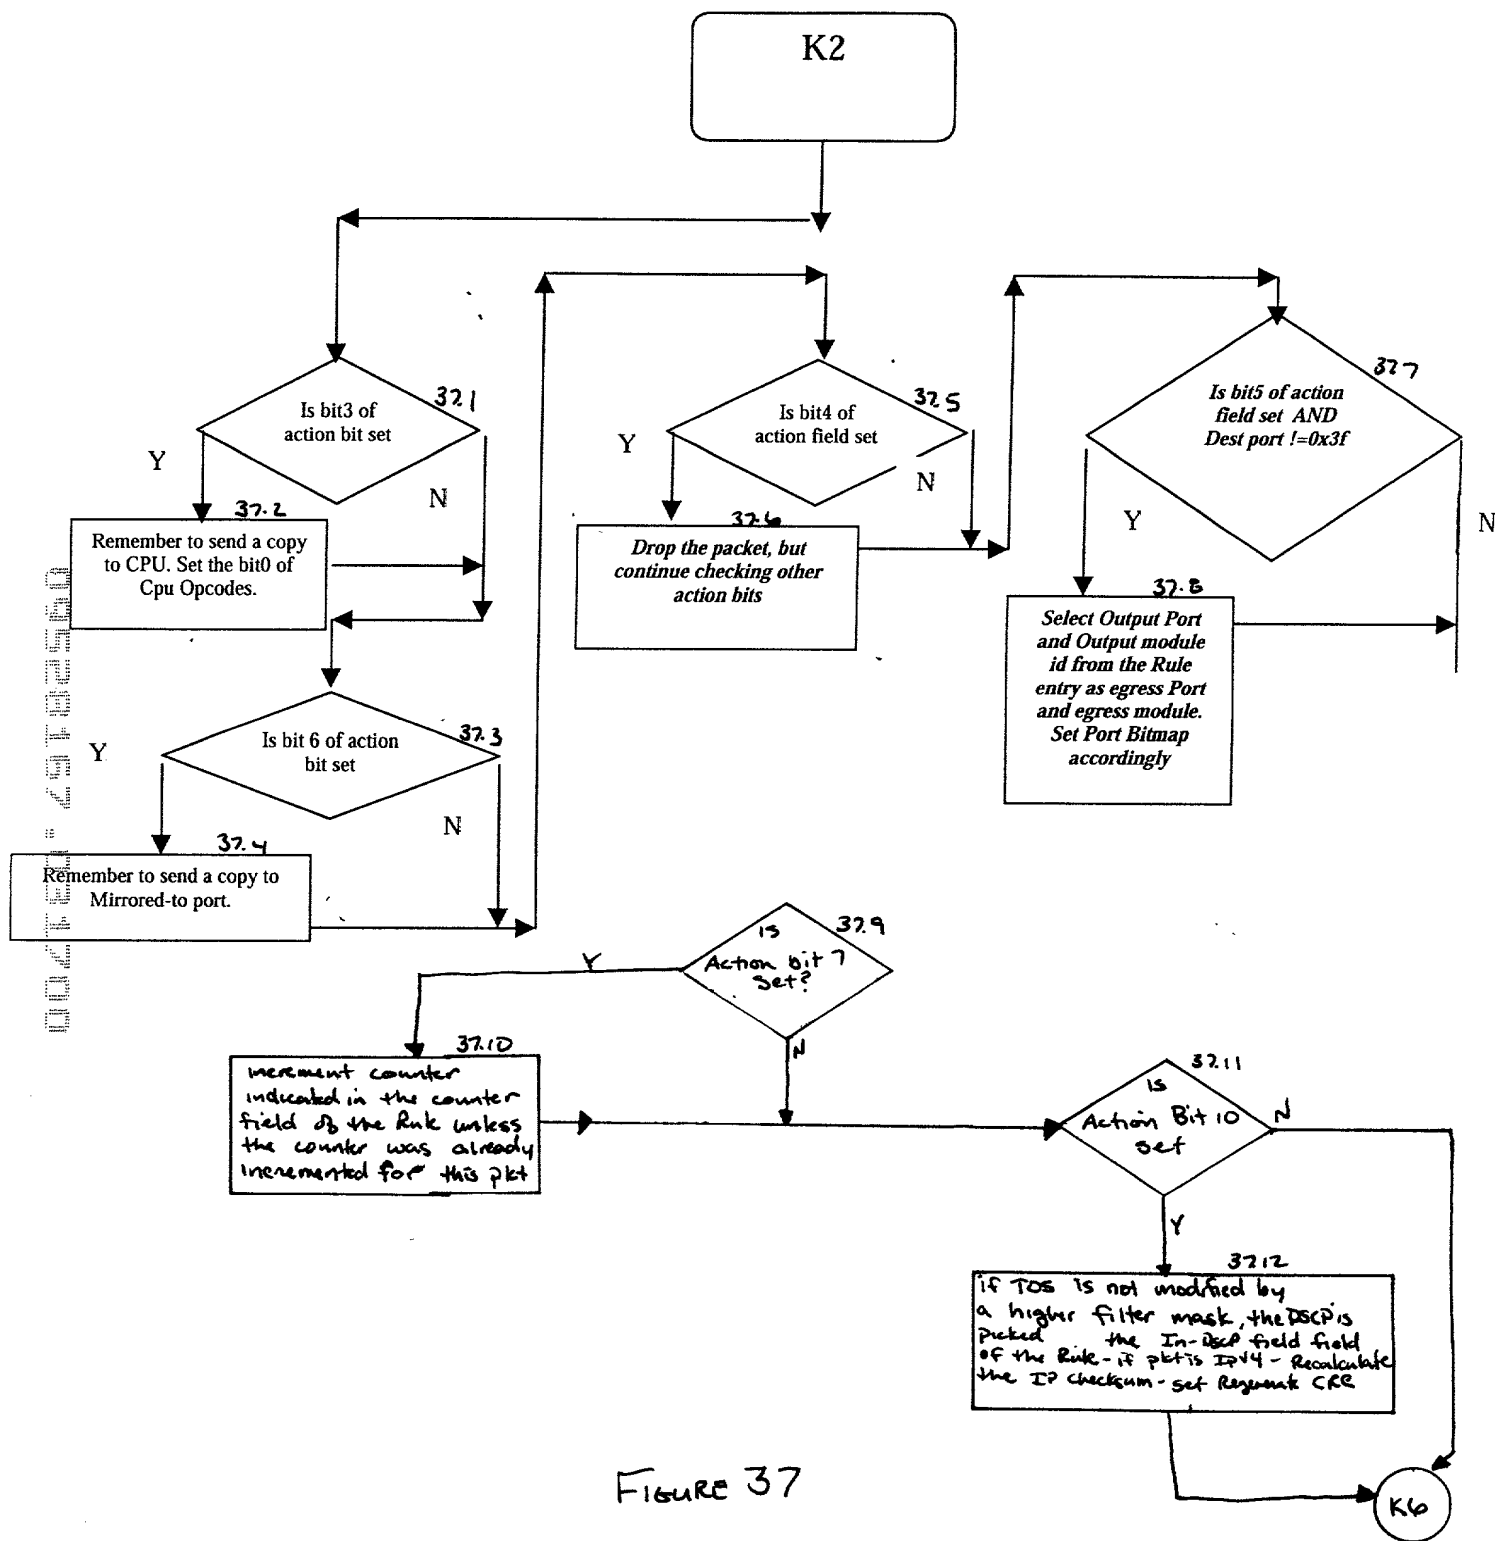 K2
37.1
Is bit3 of
action bit set
Y
N
37.2
Remember to send a copy
to CPU. Set the bit0 of
Cpu Opcodes.
37.3
Is bit 6 of action
bit set
Y
N
37.4
Remember to send a copy to
Mirrored-to port.
37.5
Is bit4 of
action field set
Y
N
37.6
Drop the packet, but
continue checking other
action bits
37.7
Is bit5 of action
field set AND
Dest port !=0x3f
Y
N
37.8
Select Output Port
and Output module
id from the Rule
entry as egress Port
and egress module.
Set Port Bitmap
accordingly
37.9
is
Action bit 7
set?
Y
N
37.10
increment counter
indicated in the counter
field of the Rule unless
the counter was already
incremented for this pkt
37.11
is
Action Bit 10
set
N
Y
37.12
if TOS is not modified by
a higher filter mask, the DSCP is
picked the In-DSCP field field
of the Rule - if pkt is IPv4 - Recalculate
the IP checksum - set Regenerate CRC
K6
FIGURE 37
09528167.031700